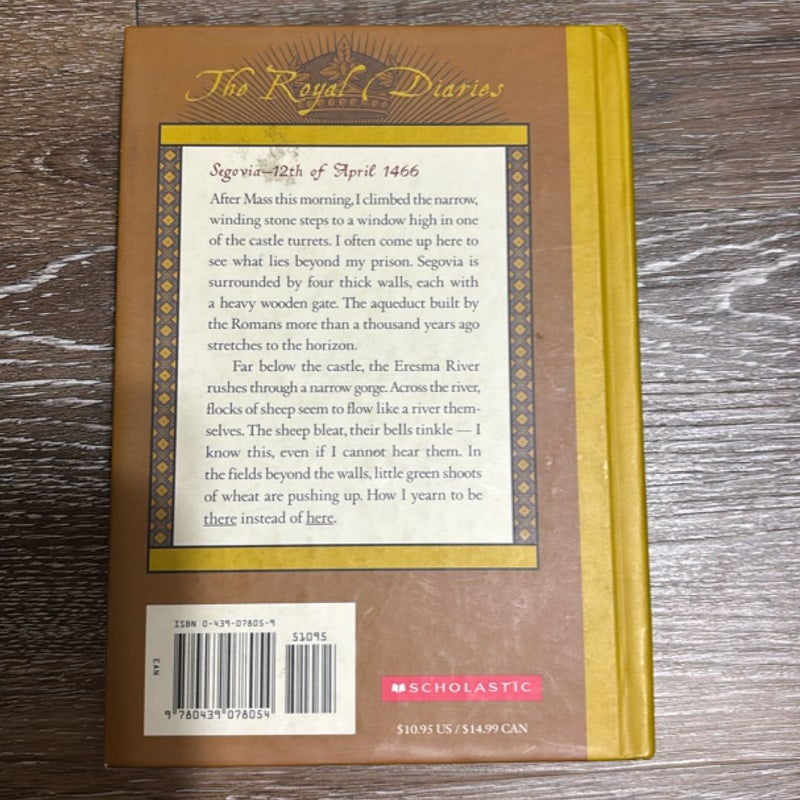 The Royal Diaries
Segovia—12th of April 1466
After Mass this morning, I climbed the narrow,
winding stone steps to a window high in one
of the castle turrets. I often come up here to
see what lies beyond my prison. Segovia is
surrounded by four thick walls, each with
a heavy wooden gate. The aqueduct built by
the Romans more than a thousand years ago
stretches to the horizon.
Far below the castle, the Eresma River
rushes through a narrow gorge. Across the river,
flocks of sheep seem to flow like a river them-
selves. The sheep bleat, their bells tinkle — I
know this, even if I cannot hear them. In
the fields beyond the walls, little green shoots
of wheat are pushing up. How I yearn to be
there instead of here.
ISBN 0-439-07805-9
51095
EAN
9 780439 078054
SCHOLASTIC
$10.95 US / $14.99 CAN